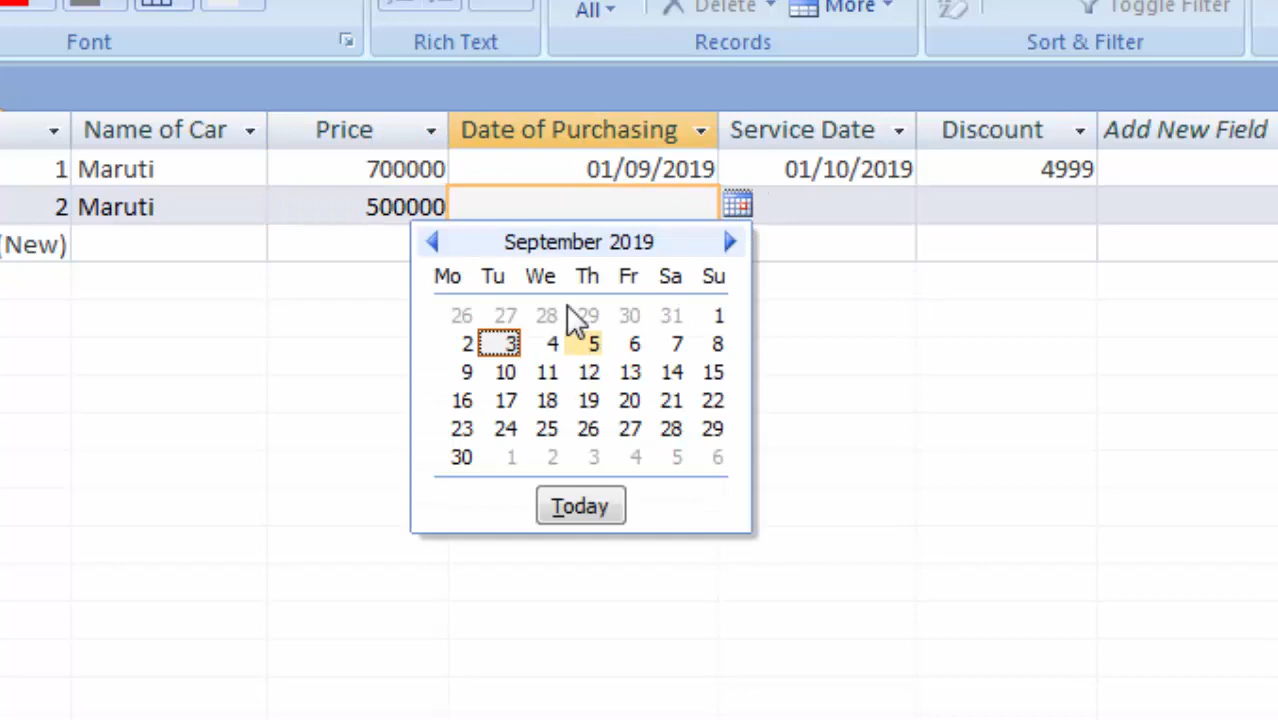 All Delete More Toggle Filter
Font Rich Text Records Sort & Filter
Name of Car Price Date of Purchasing Service Date Discount Add New Field
1 Maruti 700000 01/09/2019 01/10/2019 4999
2 Maruti 500000
(New)
September 2019
Mo Tu We Th Fr Sa Su
26 27 28 29 30 31 1
2 3 4 5 6 7 8
9 10 11 12 13 14 15
16 17 18 19 20 21 22
23 24 25 26 27 28 29
30 1 2 3 4 5 6
Today